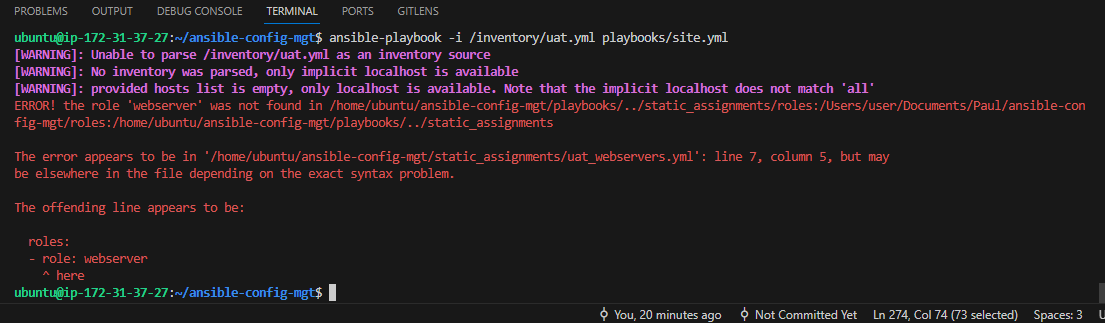 PROBLEMS OUTPUT DEBUG CONSOLE TERMINAL PORTS GITLENS
ubuntu@ip-172-31-37-27:~/ansible-config-mgt$ ansible-playbook -i /inventory/uat.yml playbooks/site.yml
[WARNING]: Unable to parse /inventory/uat.yml as an inventory source
[WARNING]: No inventory was parsed, only implicit localhost is available
[WARNING]: provided hosts list is empty, only localhost is available. Note that the implicit localhost does not match 'all'
ERROR! the role 'webserver' was not found in /home/ubuntu/ansible-config-mgt/playbooks/../static_assignments/roles:/Users/user/Documents/Paul/ansible-con
fig-mgt/roles:/home/ubuntu/ansible-config-mgt/playbooks/../static_assignments
The error appears to be in '/home/ubuntu/ansible-config-mgt/static_assignments/uat_webservers.yml': line 7, column 5, but may
be elsewhere in the file depending on the exact syntax problem.
The offending line appears to be:
roles:
- role: webserver
^ here
ubuntu@ip-172-31-37-27:~/ansible-config-mgt$
You, 20 minutes ago Not Committed Yet Ln 274, Col 74 (73 selected) Spaces: 3